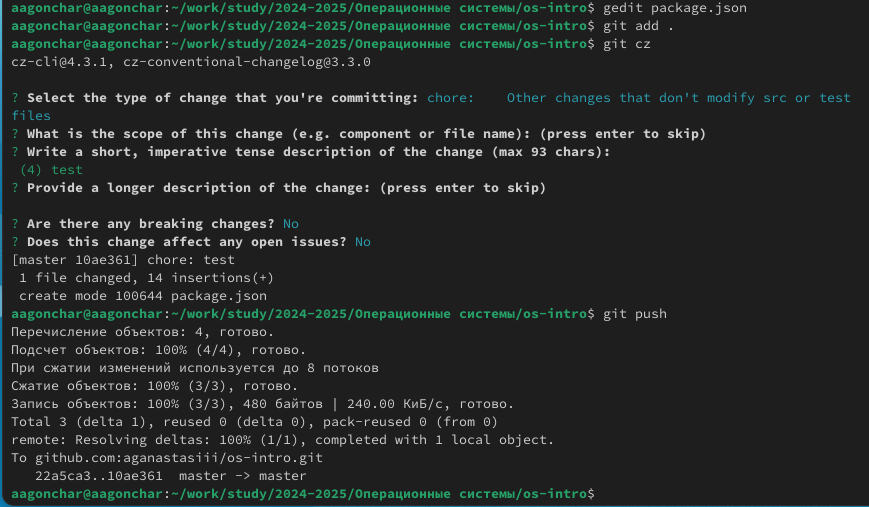 aagonchar@aagonchar:~/work/study/2024-2025/Операционные системы/os-intro$ gedit package.json
aagonchar@aagonchar:~/work/study/2024-2025/Операционные системы/os-intro$ git add .
aagonchar@aagonchar:~/work/study/2024-2025/Операционные системы/os-intro$ git cz
cz-cli@4.3.1, cz-conventional-changelog@3.3.0
? Select the type of change that you're committing: chore:    Other changes that don't modify src or test
files
? What is the scope of this change (e.g. component or file name): (press enter to skip)
? Write a short, imperative tense description of the change (max 93 chars):
 (4) test
? Provide a longer description of the change: (press enter to skip)
? Are there any breaking changes? No
? Does this change affect any open issues? No
[master 10ae361] chore: test
 1 file changed, 14 insertions(+)
 create mode 100644 package.json
aagonchar@aagonchar:~/work/study/2024-2025/Операционные системы/os-intro$ git push
Перечисление объектов: 4, готово.
Подсчет объектов: 100% (4/4), готово.
При сжатии изменений используется до 8 потоков
Сжатие объектов: 100% (3/3), готово.
Запись объектов: 100% (3/3), 480 байтов | 240.00 КиБ/с, готово.
Total 3 (delta 1), reused 0 (delta 0), pack-reused 0 (from 0)
remote: Resolving deltas: 100% (1/1), completed with 1 local object.
To github.com:aganastasiii/os-intro.git
   22a5ca3..10ae361  master -> master
aagonchar@aagonchar:~/work/study/2024-2025/Операционные системы/os-intro$